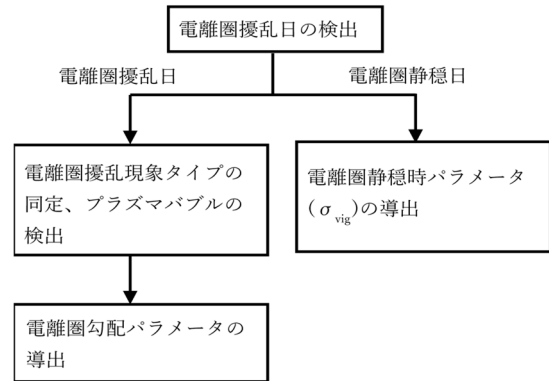 電離圏擾乱日の検出
電離圏擾乱日
電離圏静穏日
電離圏擾乱現象タイプの
同定、プラズマバブルの
検出
電離圏静穏時パラメータ
(σvig)の導出
電離圏勾配パラメータの
導出